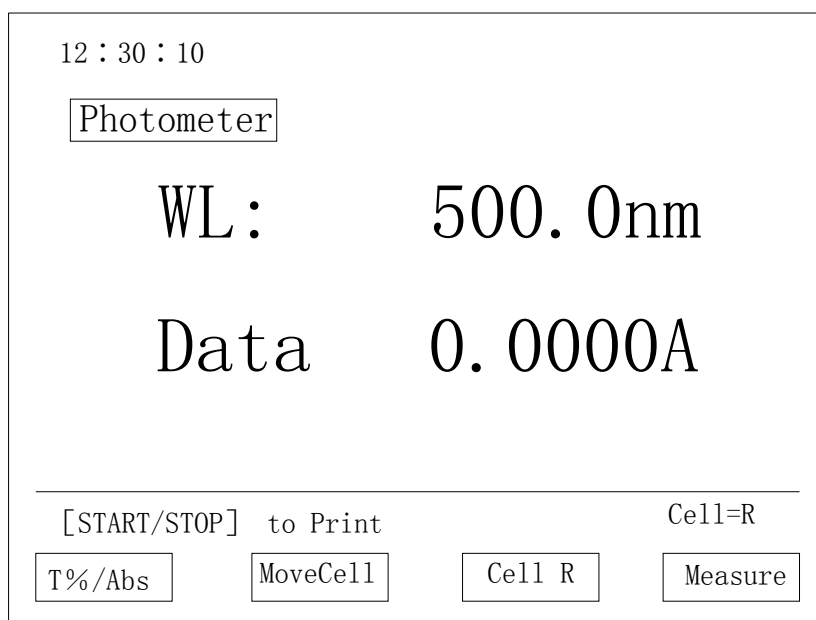 12：30：10
Photometer
WL: 500.0nm
Data 0.0000A
[START/STOP] to Print Cell=R
T%/Abs MoveCell Cell R Measure